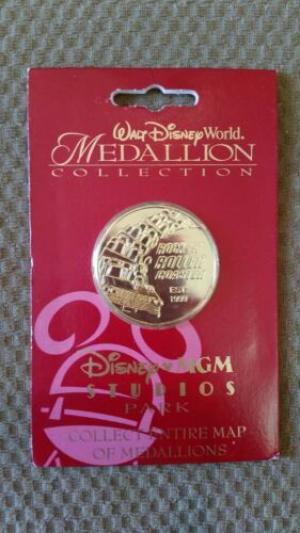 Walt Disney World.
MEDALLION
COLLECTION
ROCK 'N'
ROLLER
COASTER
EST.
1999
Disney • MGM
STUDIOS
PARK
COLLECT ENTIRE MAP
OF MEDALLIONS